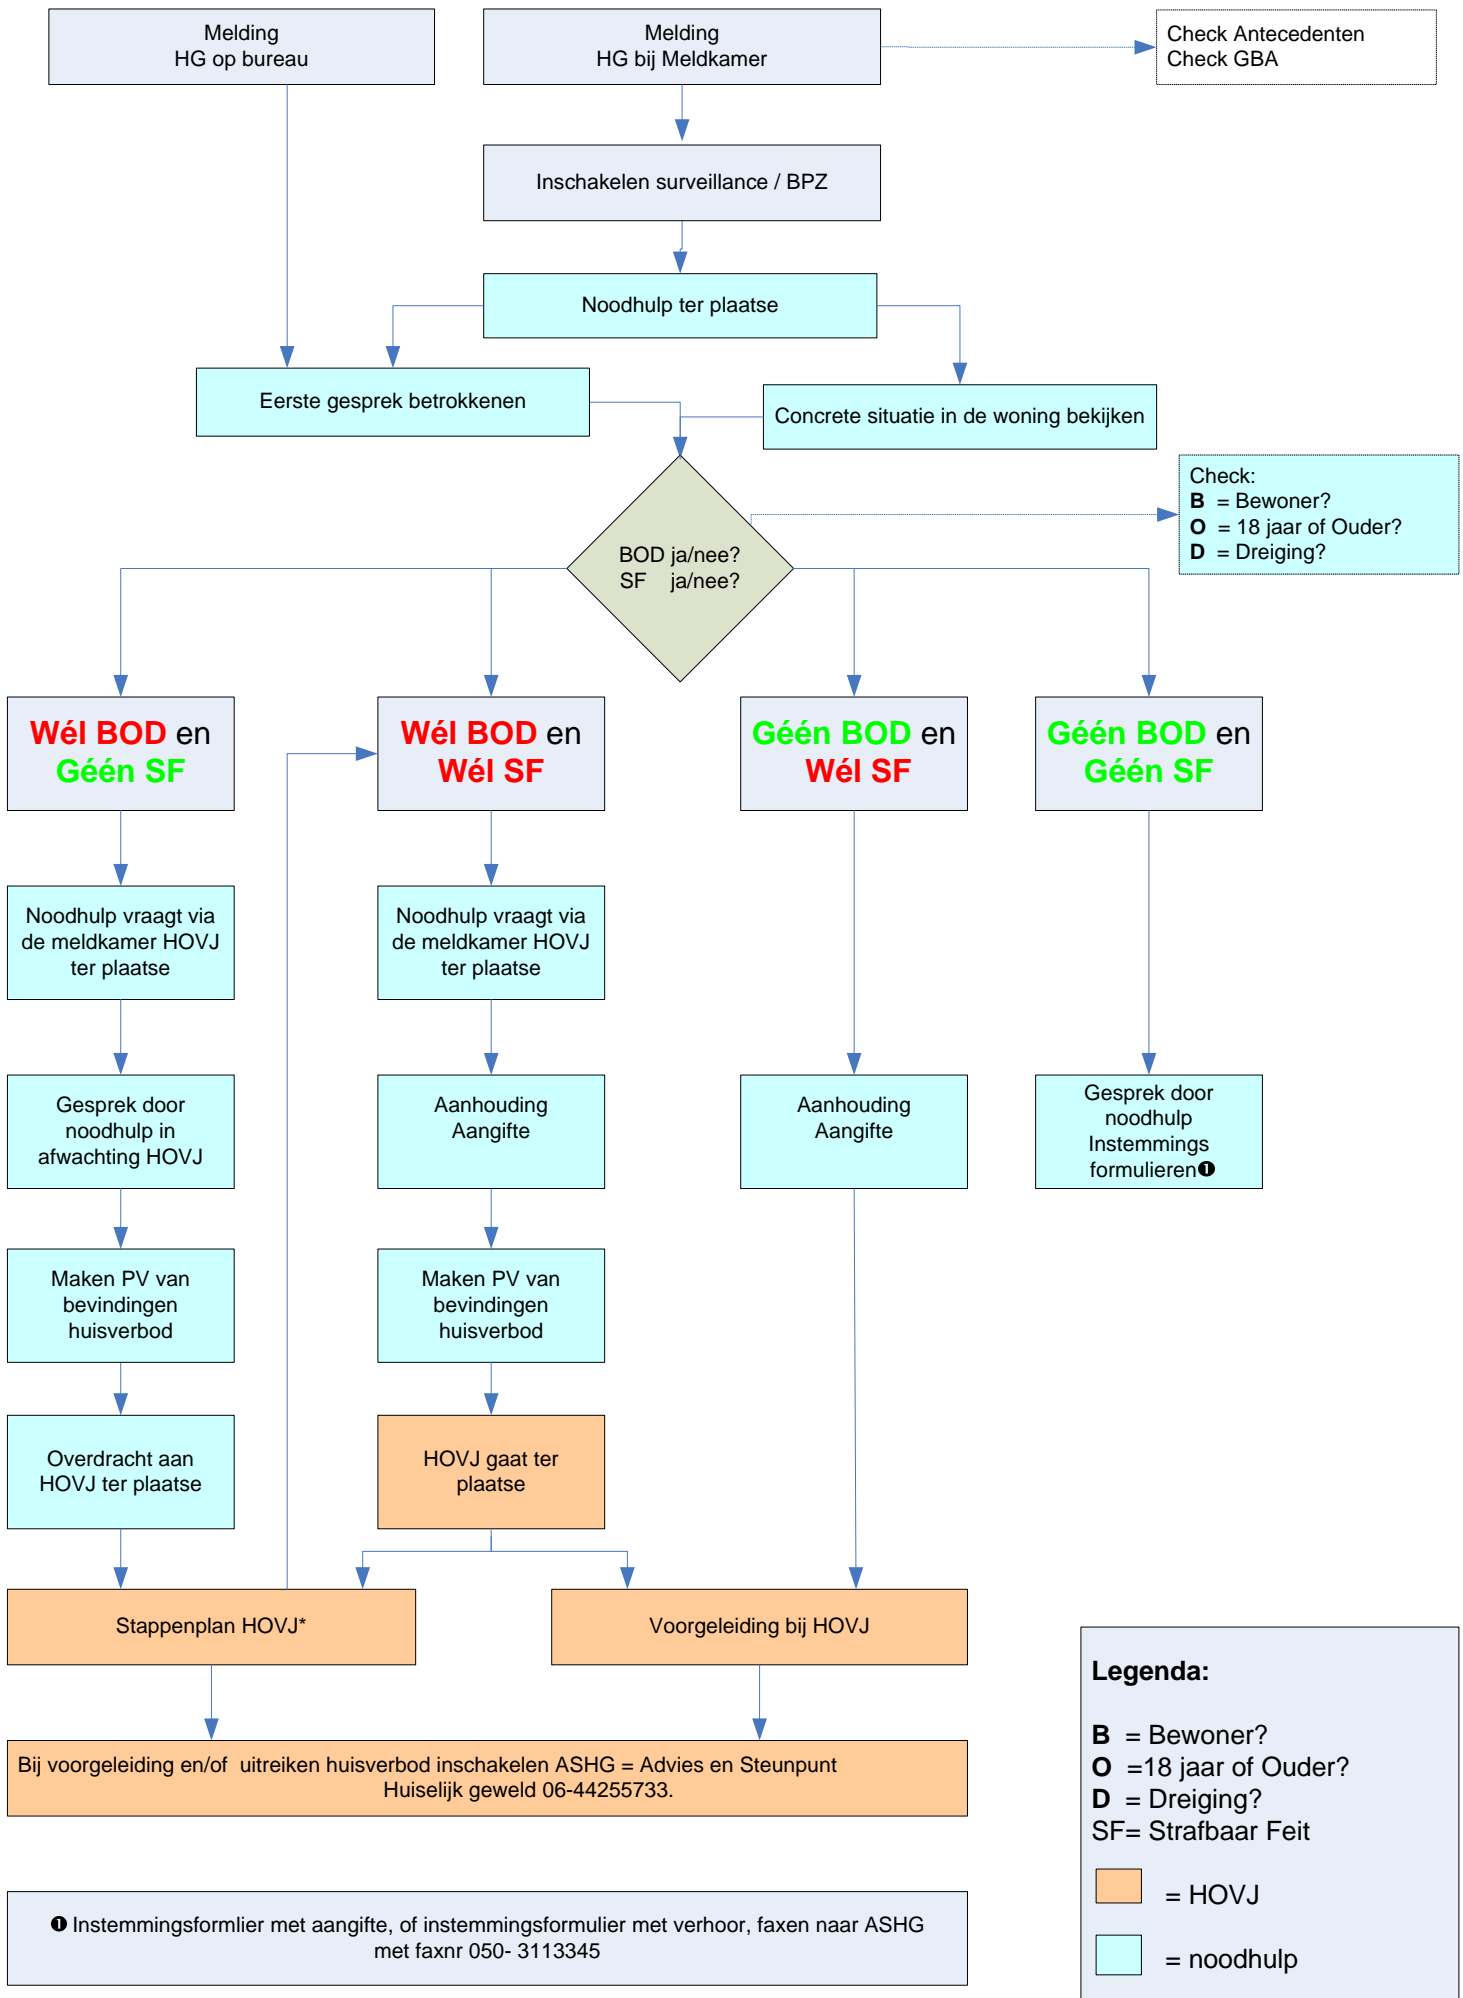 Melding
HG op bureau
Melding
HG bij Meldkamer
Check Antecedenten
Check GBA
Inschakelen surveillance / BPZ
Noodhulp ter plaatse
Eerste gesprek betrokkenen
Concrete situatie in de woning bekijken
Check:
B = Bewoner?
O = 18 jaar of Ouder?
D = Dreiging?
BOD ja/nee?
SF ja/nee?
Wél BOD en
Géén SF
Wél BOD en
Wél SF
Géén BOD en
Wél SF
Géén BOD en
Géén SF
Noodhulp vraagt via
de meldkamer HOVJ
ter plaatse
Noodhulp vraagt via
de meldkamer HOVJ
ter plaatse
Gesprek door
noodhulp in
afwachting HOVJ
Aanhouding
Aangifte
Aanhouding
Aangifte
Gesprek door
noodhulp
Instemmings
formulieren❶
Maken PV van
bevindingen
huisverbod
Maken PV van
bevindingen
huisverbod
Overdracht aan
HOVJ ter plaatse
HOVJ gaat ter
plaatse
Stappenplan HOVJ*
Voorgeleiding bij HOVJ
Bij voorgeleiding en/of uitreiken huisverbod inschakelen ASHG = Advies en Steunpunt
Huiselijk geweld 06-44255733.
❶ Instemmingsformlier met aangifte, of instemmingsformulier met verhoor, faxen naar ASHG
met faxnr 050- 3113345
Legenda:
B = Bewoner?
O =18 jaar of Ouder?
D = Dreiging?
SF= Strafbaar Feit
= HOVJ
= noodhulp